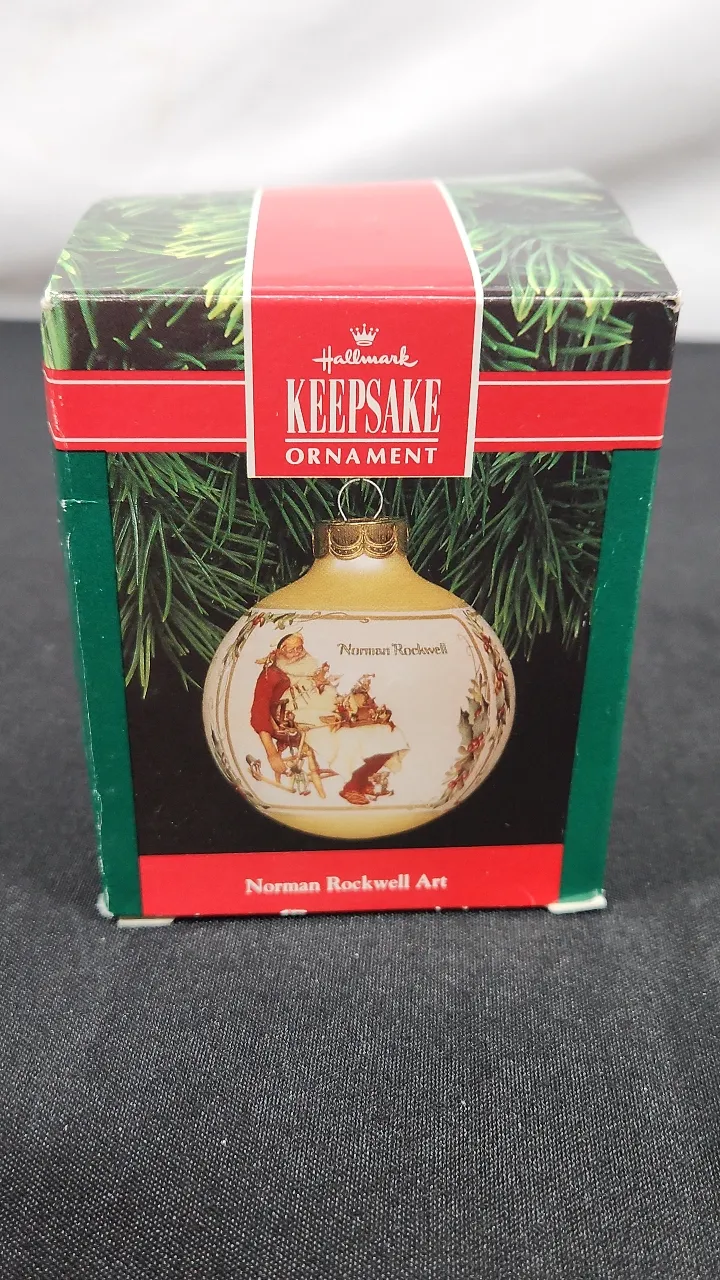 Hallmark
KEEPSAKE
ORNAMENT
Norman Rockwell
Norman Rockwell Art